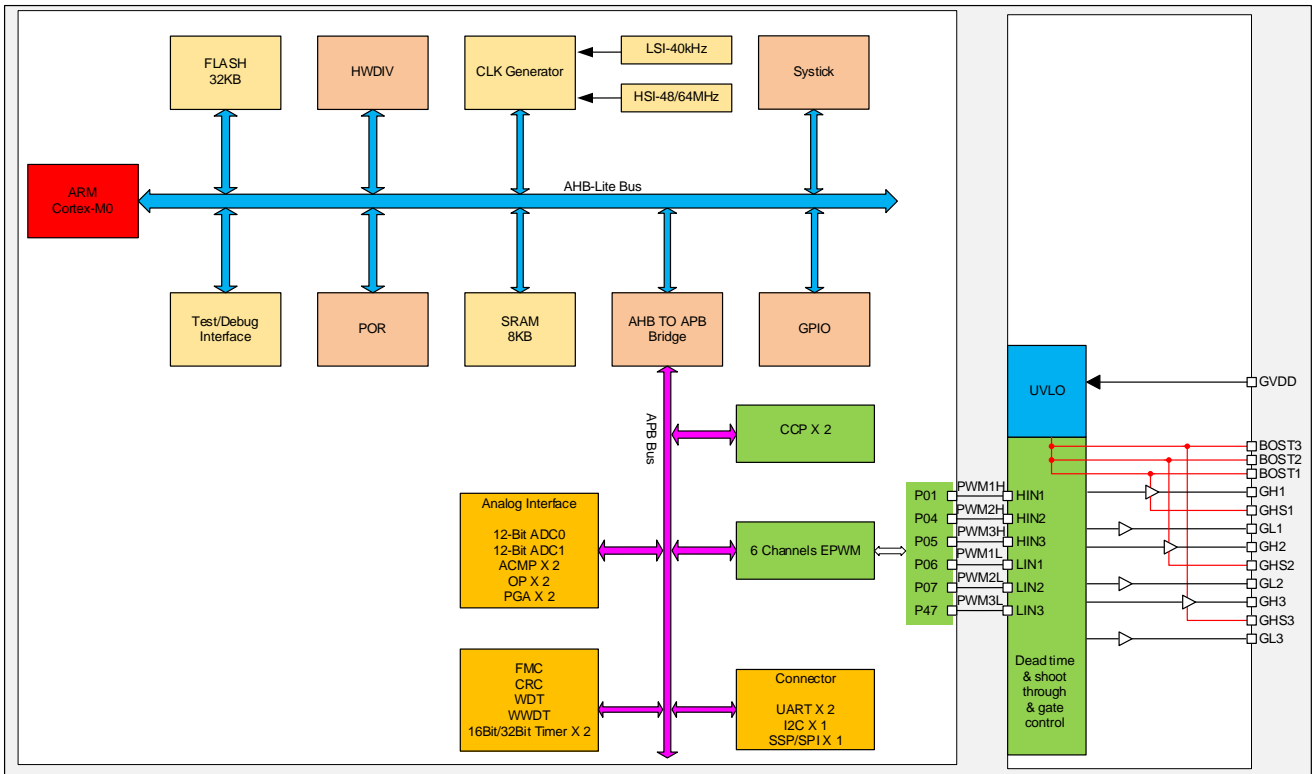 FLASH
32KB
HWDIV
CLK Generator
LSI-40kHz
HSI-48/64MHz
Systick
ARM
Cortex-M0
AHB-Lite Bus
Test/Debug
Interface
POR
SRAM
8KB
AHB TO APB
Bridge
GPIO
APB Bus
CCP X 2
Analog Interface
12-Bit ADC0
12-Bit ADC1
ACMP X 2
OP X 2
PGA X 2
6 Channels EPWM
FMC
CRC
WDT
WWDT
16Bit/32Bit Timer X 2
Connector
UART X 2
I2C X 1
SSP/SPI X 1
P01
P04
P05
P06
P07
P47
PWM1H
PWM2H
PWM3H
PWM1L
PWM2L
PWM3L
UVLO
HIN1
HIN2
HIN3
LIN1
LIN2
LIN3
Dead time
& shoot
through
& gate
control
GVDD
BOST3
BOST2
BOST1
GH1
GHS1
GL1
GH2
GHS2
GL2
GH3
GHS3
GL3